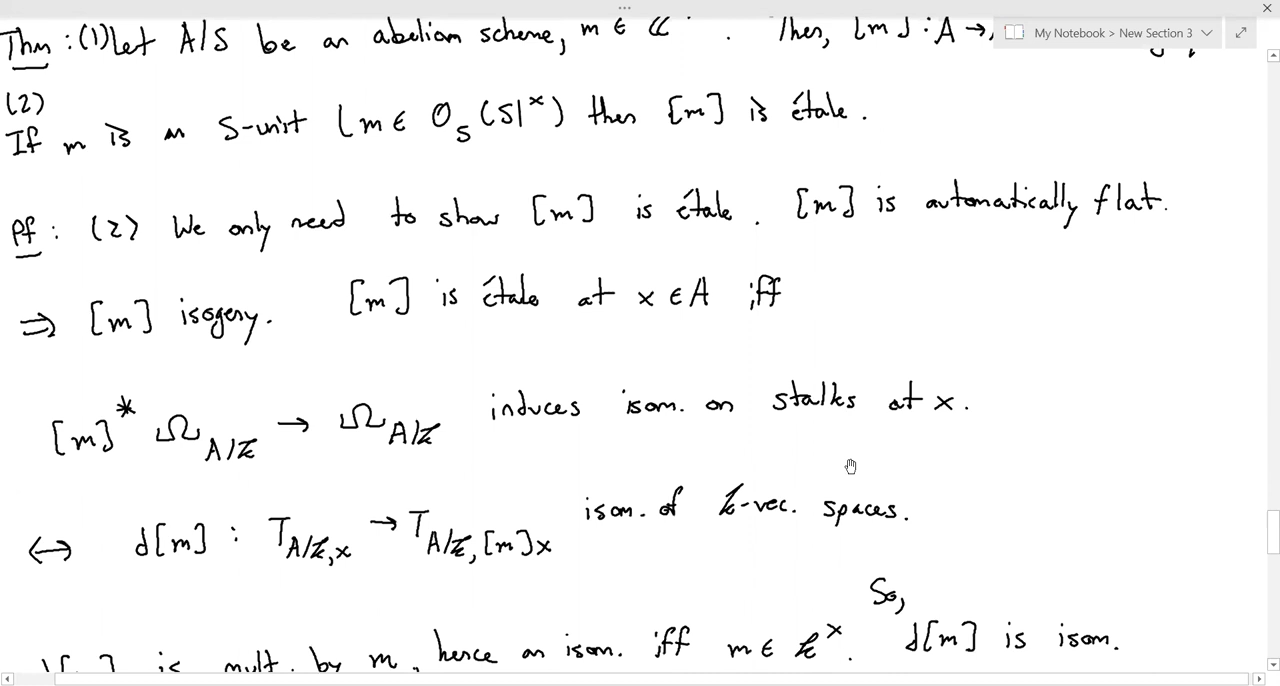 My Notebook > New Section 3
Thm : (1) Let A/S be an abelian scheme, m ∈ . Then, [m] : A →
(2)
If m is an S-unit (m ∈ O_S(S)^×) then [m] is étale.
Pf : (2) We only need to show [m] is étale. [m] is automatically flat.
⇒ [m] isogeny. [m] is étale at x ∈ A iff
[m]^* Ω_{A/k} → Ω_{A/k} induces isom. on stalks at x.
↔ d[m] : T_{A/k,x} → T_{A/k,[m]x} isom. of k-vec. spaces.
So,
is mult. by m, hence an isom. iff m ∈ k^×. d[m] is isom.